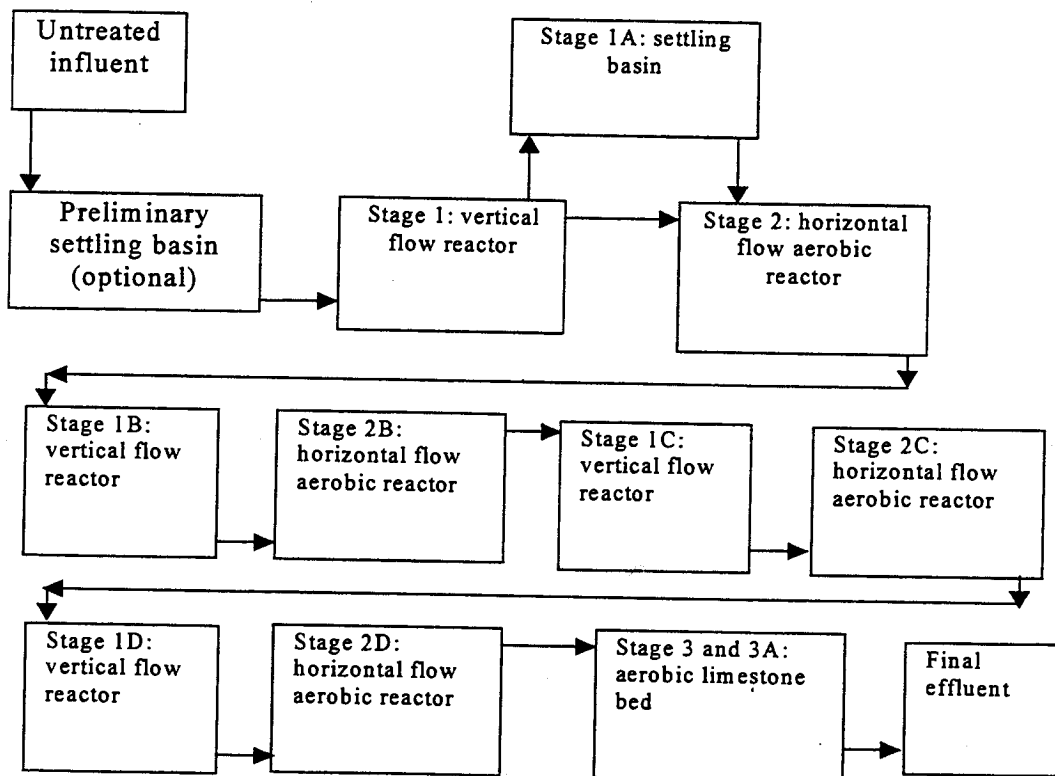 Untreated
influent
Stage 1A: settling
basin
Preliminary
settling basin
(optional)
Stage 1: vertical
flow reactor
Stage 2: horizontal
flow aerobic
reactor
Stage 1B:
vertical flow
reactor
Stage 2B:
horizontal flow
aerobic reactor
Stage 1C:
vertical flow
reactor
Stage 2C:
horizontal flow
aerobic reactor
Stage 1D:
vertical flow
reactor
Stage 2D:
horizontal flow
aerobic reactor
Stage 3 and 3A:
aerobic limestone
bed
Final
effluent